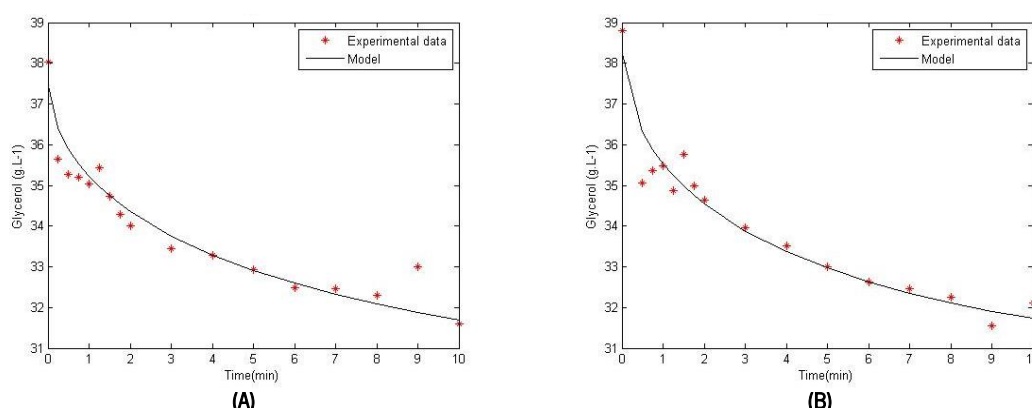 39
38
37
36
35
34
33
32
31
Glycerol (g.L-1)
Experimental data
Model
0 1 2 3 4 5 6 7 8 9 10
Time(min)
(A)
39
38
37
36
35
34
33
32
31
Glycerol (g.L-1)
Experimental data
Model
0 1 2 3 4 5 6 7 8 9
Time(min)
(B)